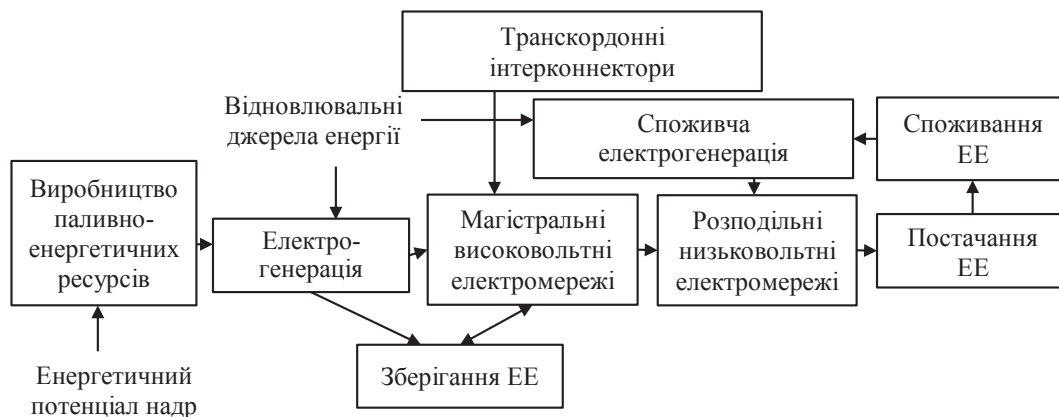 Транскордонні
інтерконнектори
Відновлювальні
джерела енергії
Споживча
електрогенерація
Споживання
ЕЕ
Виробництво
паливно-
енергетичних
ресурсів
Електро-
генерація
Магістральні
високовольтні
електромережі
Розподільні
низьковольтні
електромережі
Постачання
ЕЕ
Зберігання ЕЕ
Енергетичний
потенціал надр